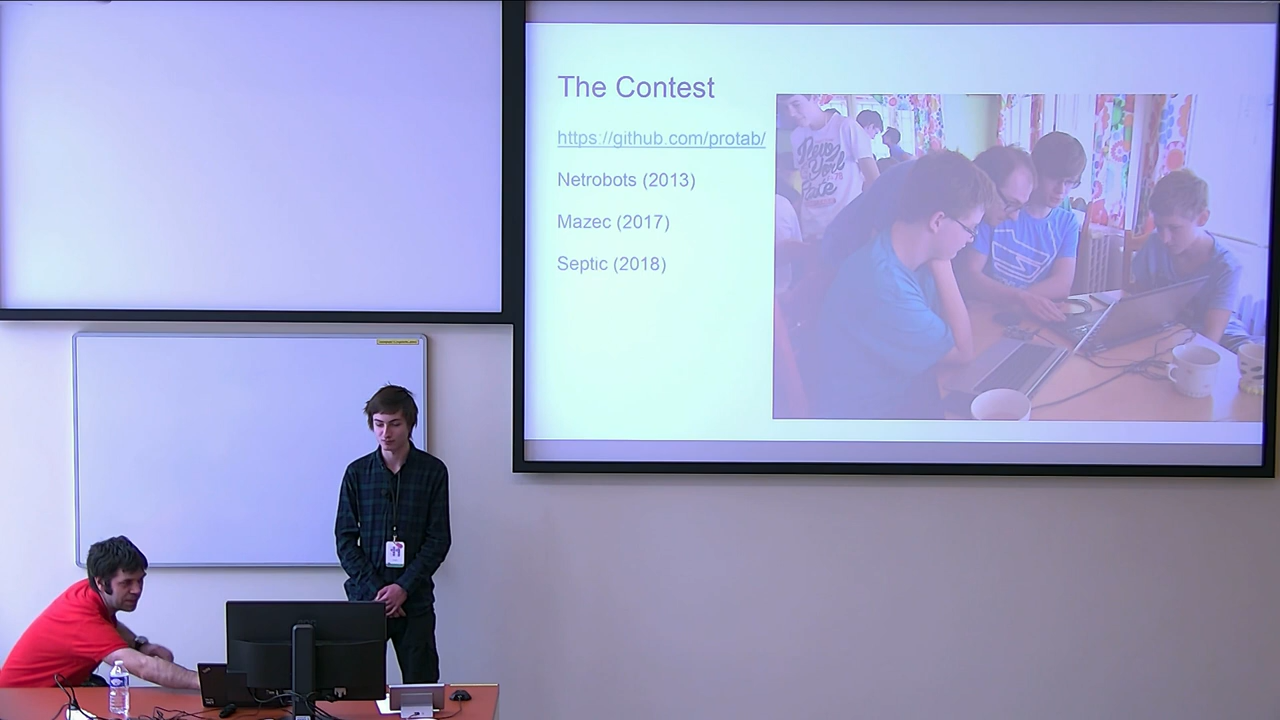 The Contest
https://github.com/protab/
Netrobots (2013)
Mazec (2017)
Septic (2018)